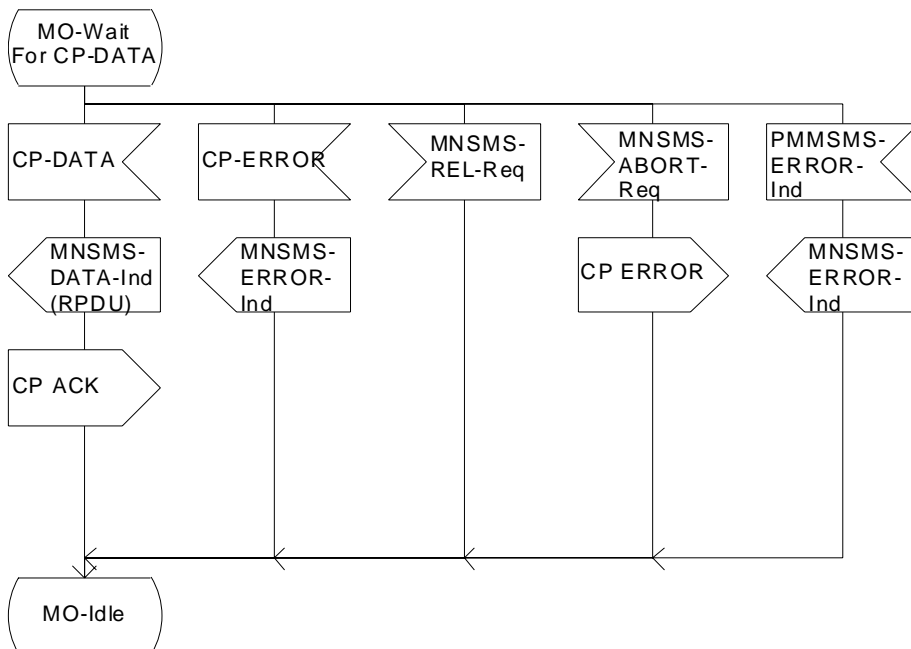 MO-Wait
For CP-DATA
CP-DATA
CP-ERROR
MNSMS-
REL-Req
MNSMS-
ABORT-
Req
PMMSMS-
ERROR-
Ind
MNSMS-
DATA-Ind
(RPDU)
MNSMS-
ERROR-
Ind
CP ERROR
MNSMS-
ERROR-
Ind
CP ACK
MO-Idle